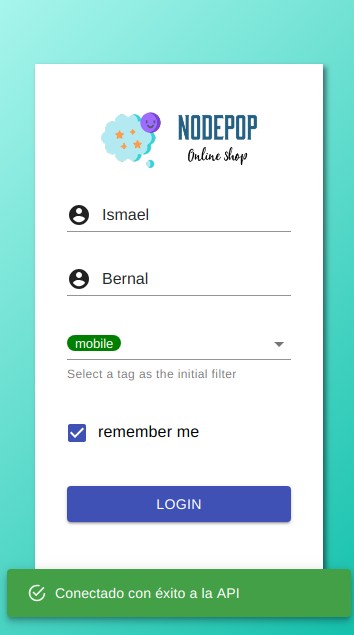 NODEPOP
Online shop
Ismael
Bernal
mobile
Select a tag as the initial filter
remember me
LOGIN
Conectado con éxito a la API